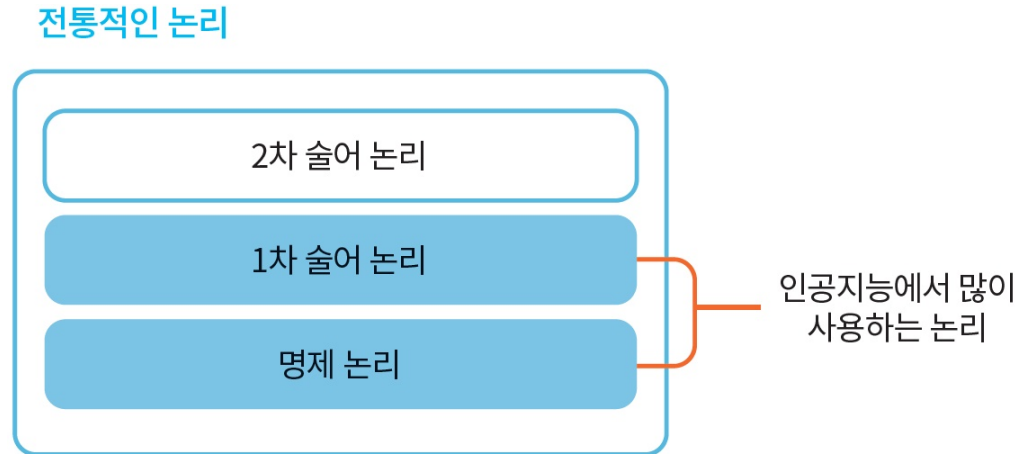 전통적인 논리
2차 술어 논리
1차 술어 논리
명제 논리
인공지능에서 많이
사용하는 논리